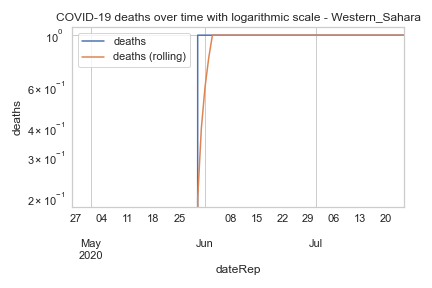 COVID-19 deaths over time with logarithmic scale - Western_Sahara
deaths
deaths (rolling)
10⁰
6 × 10⁻¹
4 × 10⁻¹
3 × 10⁻¹
2 × 10⁻¹
deaths
27 04 11 18 25 08 15 22 29 06 13 20
May Jun Jul
2020
dateRep